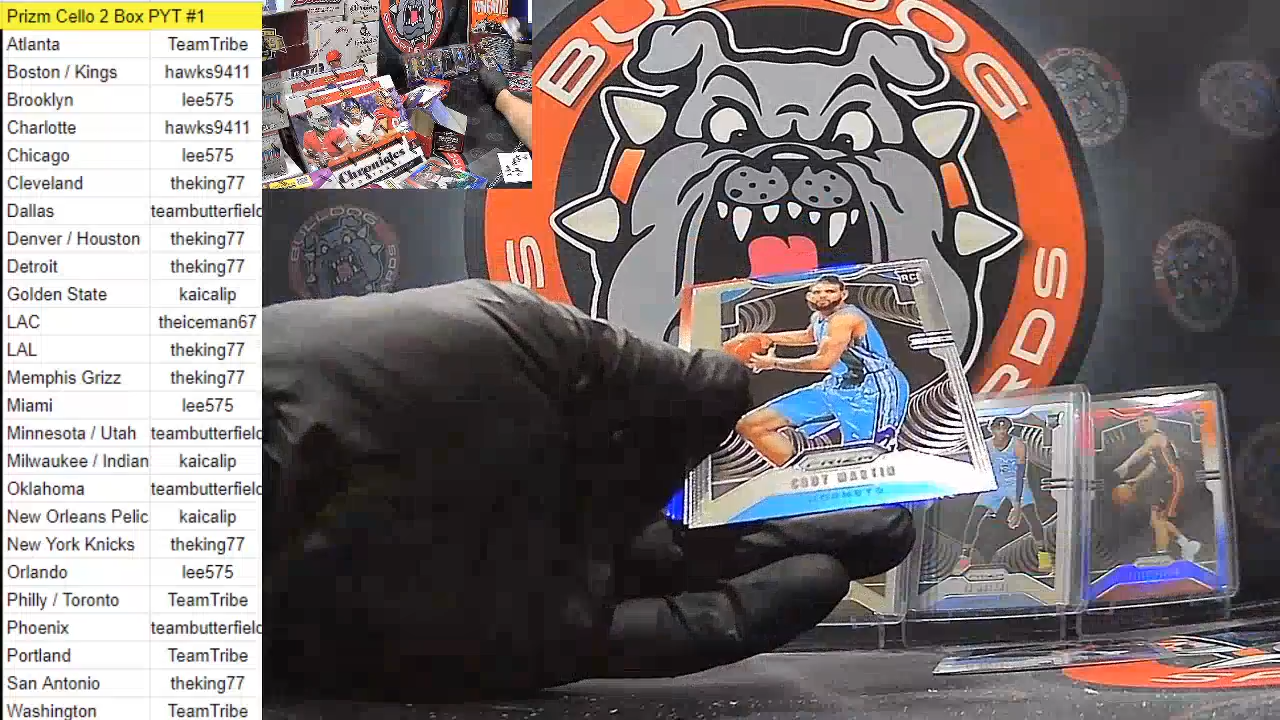 Prizm Cello 2 Box PYT #1
Atlanta TeamTribe
Boston / Kings hawks9411
Brooklyn lee575
Charlotte hawks9411
Chicago lee575
Cleveland theking77
Dallas teambutterfield
Denver / Houston theking77
Detroit theking77
Golden State kaicalip
LAC theiceman67
LAL theking77
Memphis Grizz theking77
Miami lee575
Minnesota / Utah teambutterfield
Milwaukee / Indian kaicalip
Oklahoma teambutterfield
New Orleans Pelic kaicalip
New York Knicks theking77
Orlando lee575
Philly / Toronto TeamTribe
Phoenix teambutterfield
Portland TeamTribe
San Antonio theking77
Washington TeamTribe
Chronicles
BULLDOG
RDS
RC
PRIZM
CODY MARTIN
HORNETS